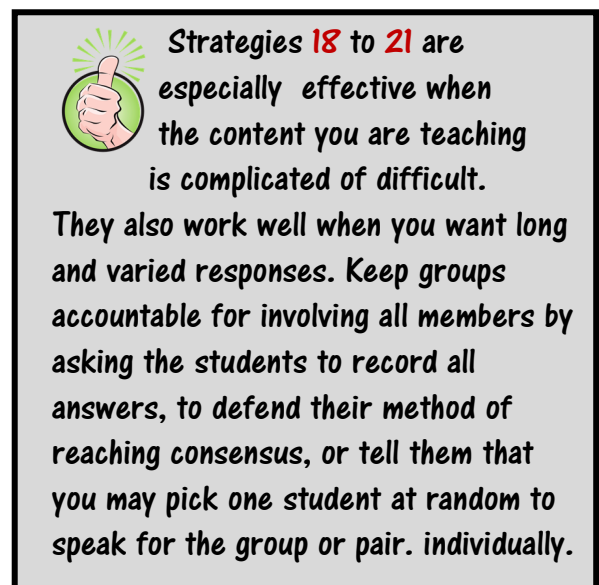 Strategies 18 to 21 are
especially effective when
the content you are teaching
is complicated of difficult.
They also work well when you want long
and varied responses. Keep groups
accountable for involving all members by
asking the students to record all
answers, to defend their method of
reaching consensus, or tell them that
you may pick one student at random to
speak for the group or pair. individually.